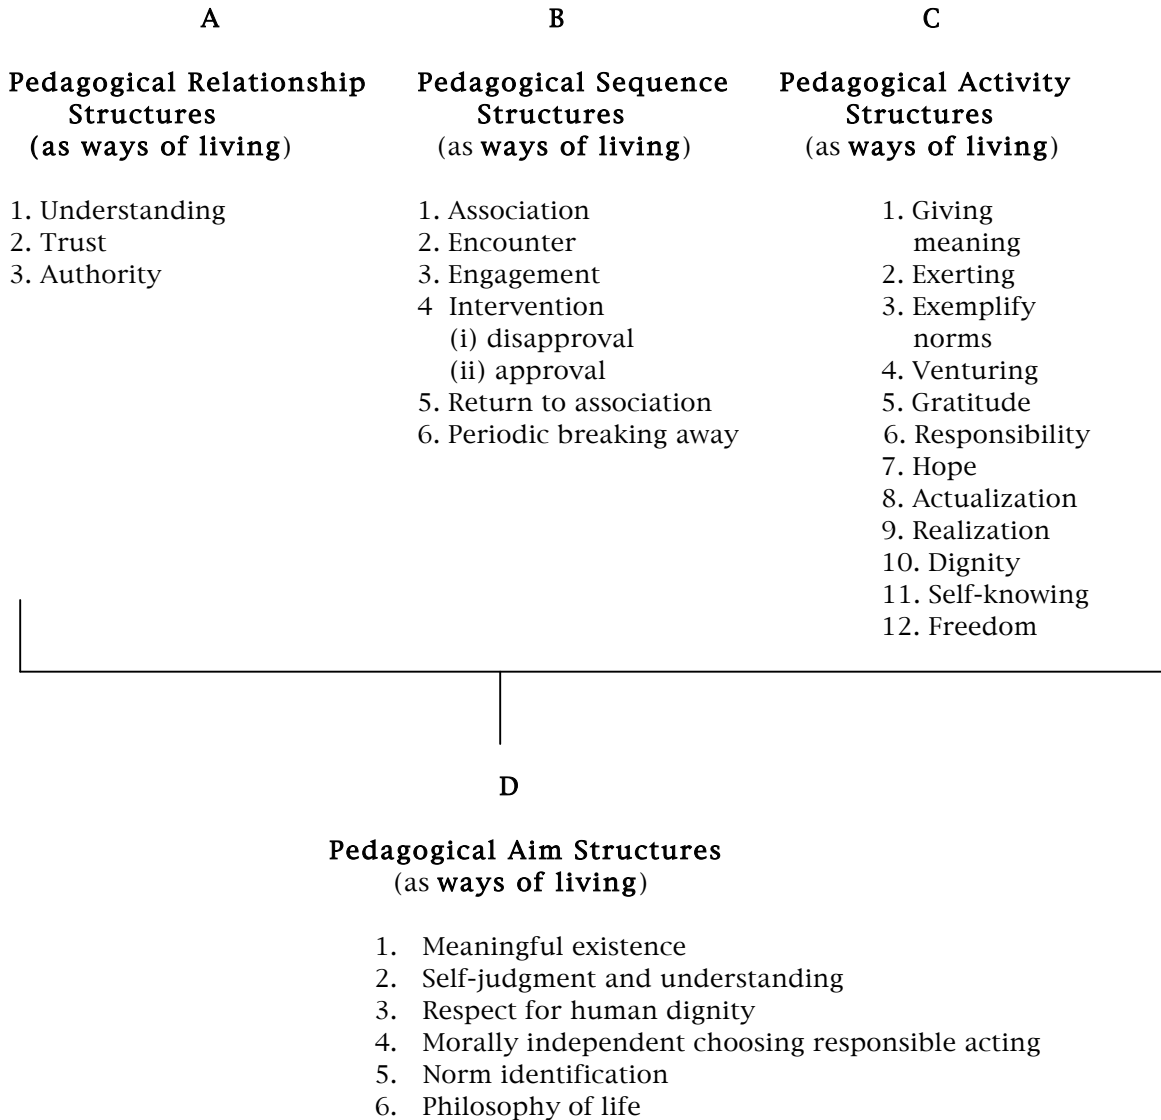 A
Pedagogical Relationship
Structures
(as ways of living)
1. Understanding
2. Trust
3. Authority
B
Pedagogical Sequence
Structures
(as ways of living)
1. Association
2. Encounter
3. Engagement
4 Intervention
(i) disapproval
(ii) approval
5. Return to association
6. Periodic breaking away
C
Pedagogical Activity
Structures
(as ways of living)
1. Giving
meaning
2. Exerting
3. Exemplify
norms
4. Venturing
5. Gratitude
6. Responsibility
7. Hope
8. Actualization
9. Realization
10. Dignity
11. Self-knowing
12. Freedom
D
Pedagogical Aim Structures
(as ways of living)
1. Meaningful existence
2. Self-judgment and understanding
3. Respect for human dignity
4. Morally independent choosing responsible acting
5. Norm identification
6. Philosophy of life